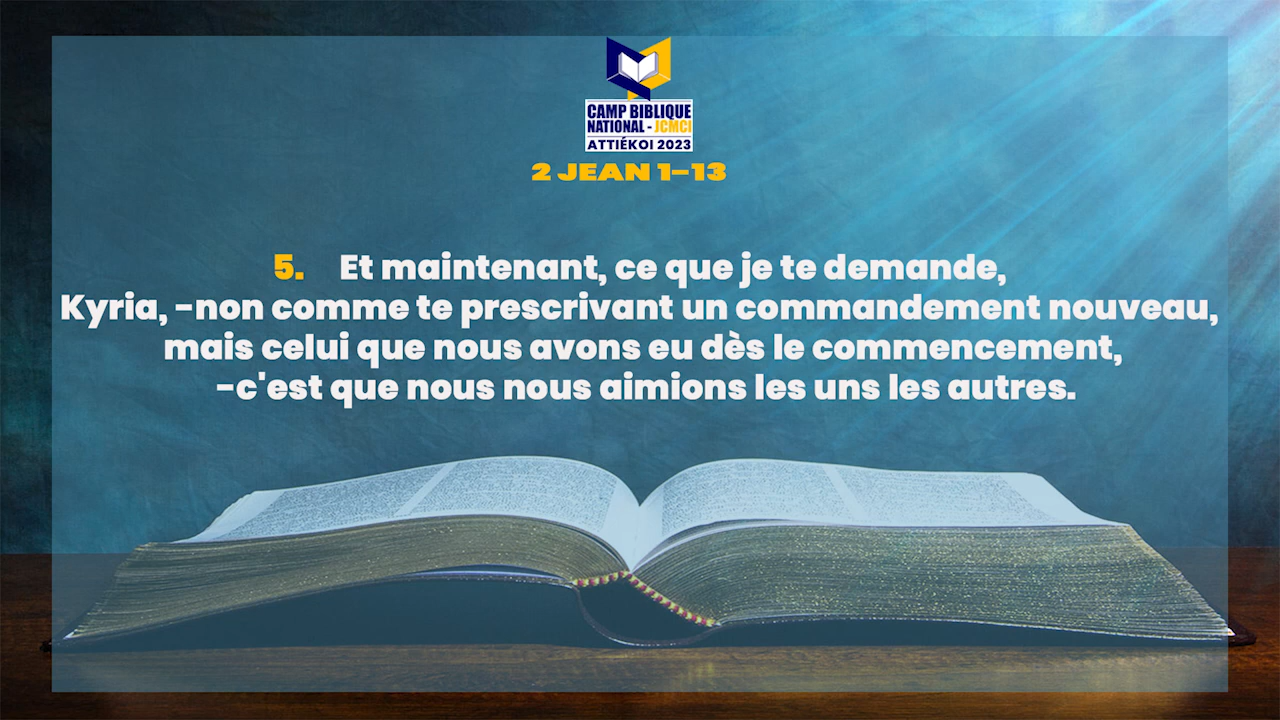 CAMP BIBLIQUE
NATIONAL - JCMCI
ATTIÉKOI 2023
2 JEAN 1–13
5. Et maintenant, ce que je te demande,
Kyria, -non comme te prescrivant un commandement nouveau,
mais celui que nous avons eu dès le commencement,
-c'est que nous nous aimions les uns les autres.